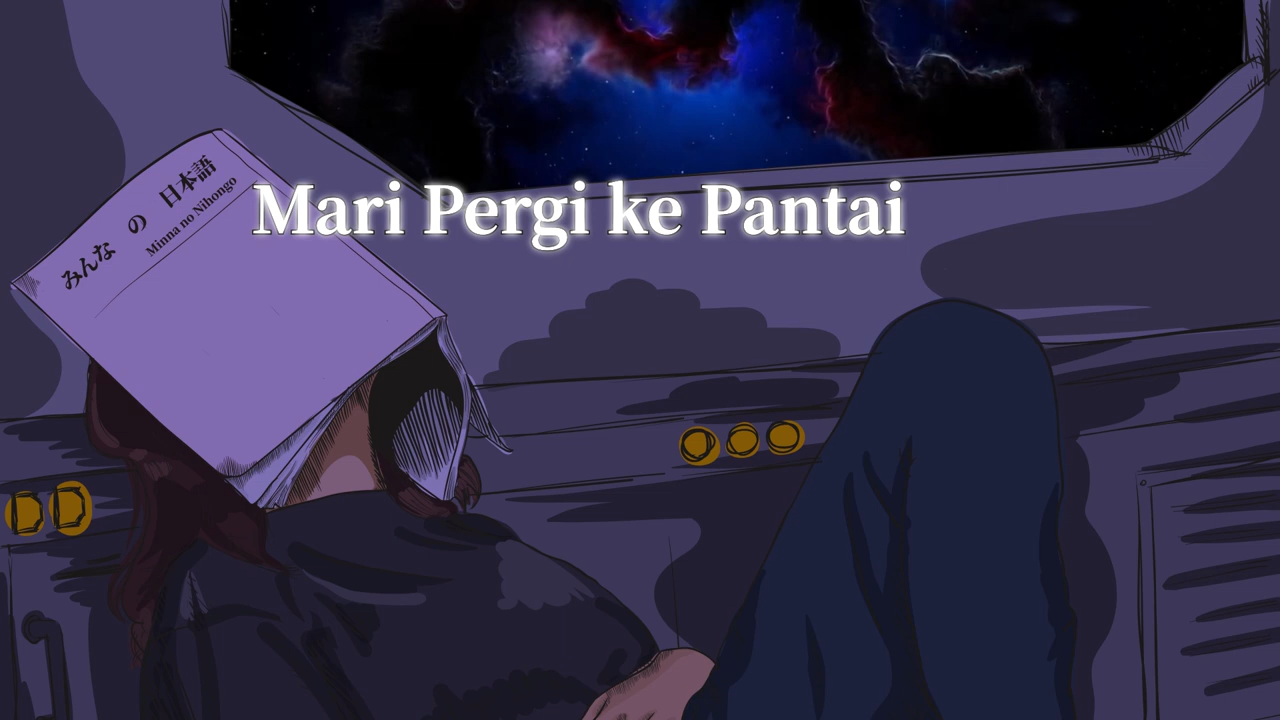 みんな の 日本語
Minna no Nihongo
Mari Pergi ke Pantai